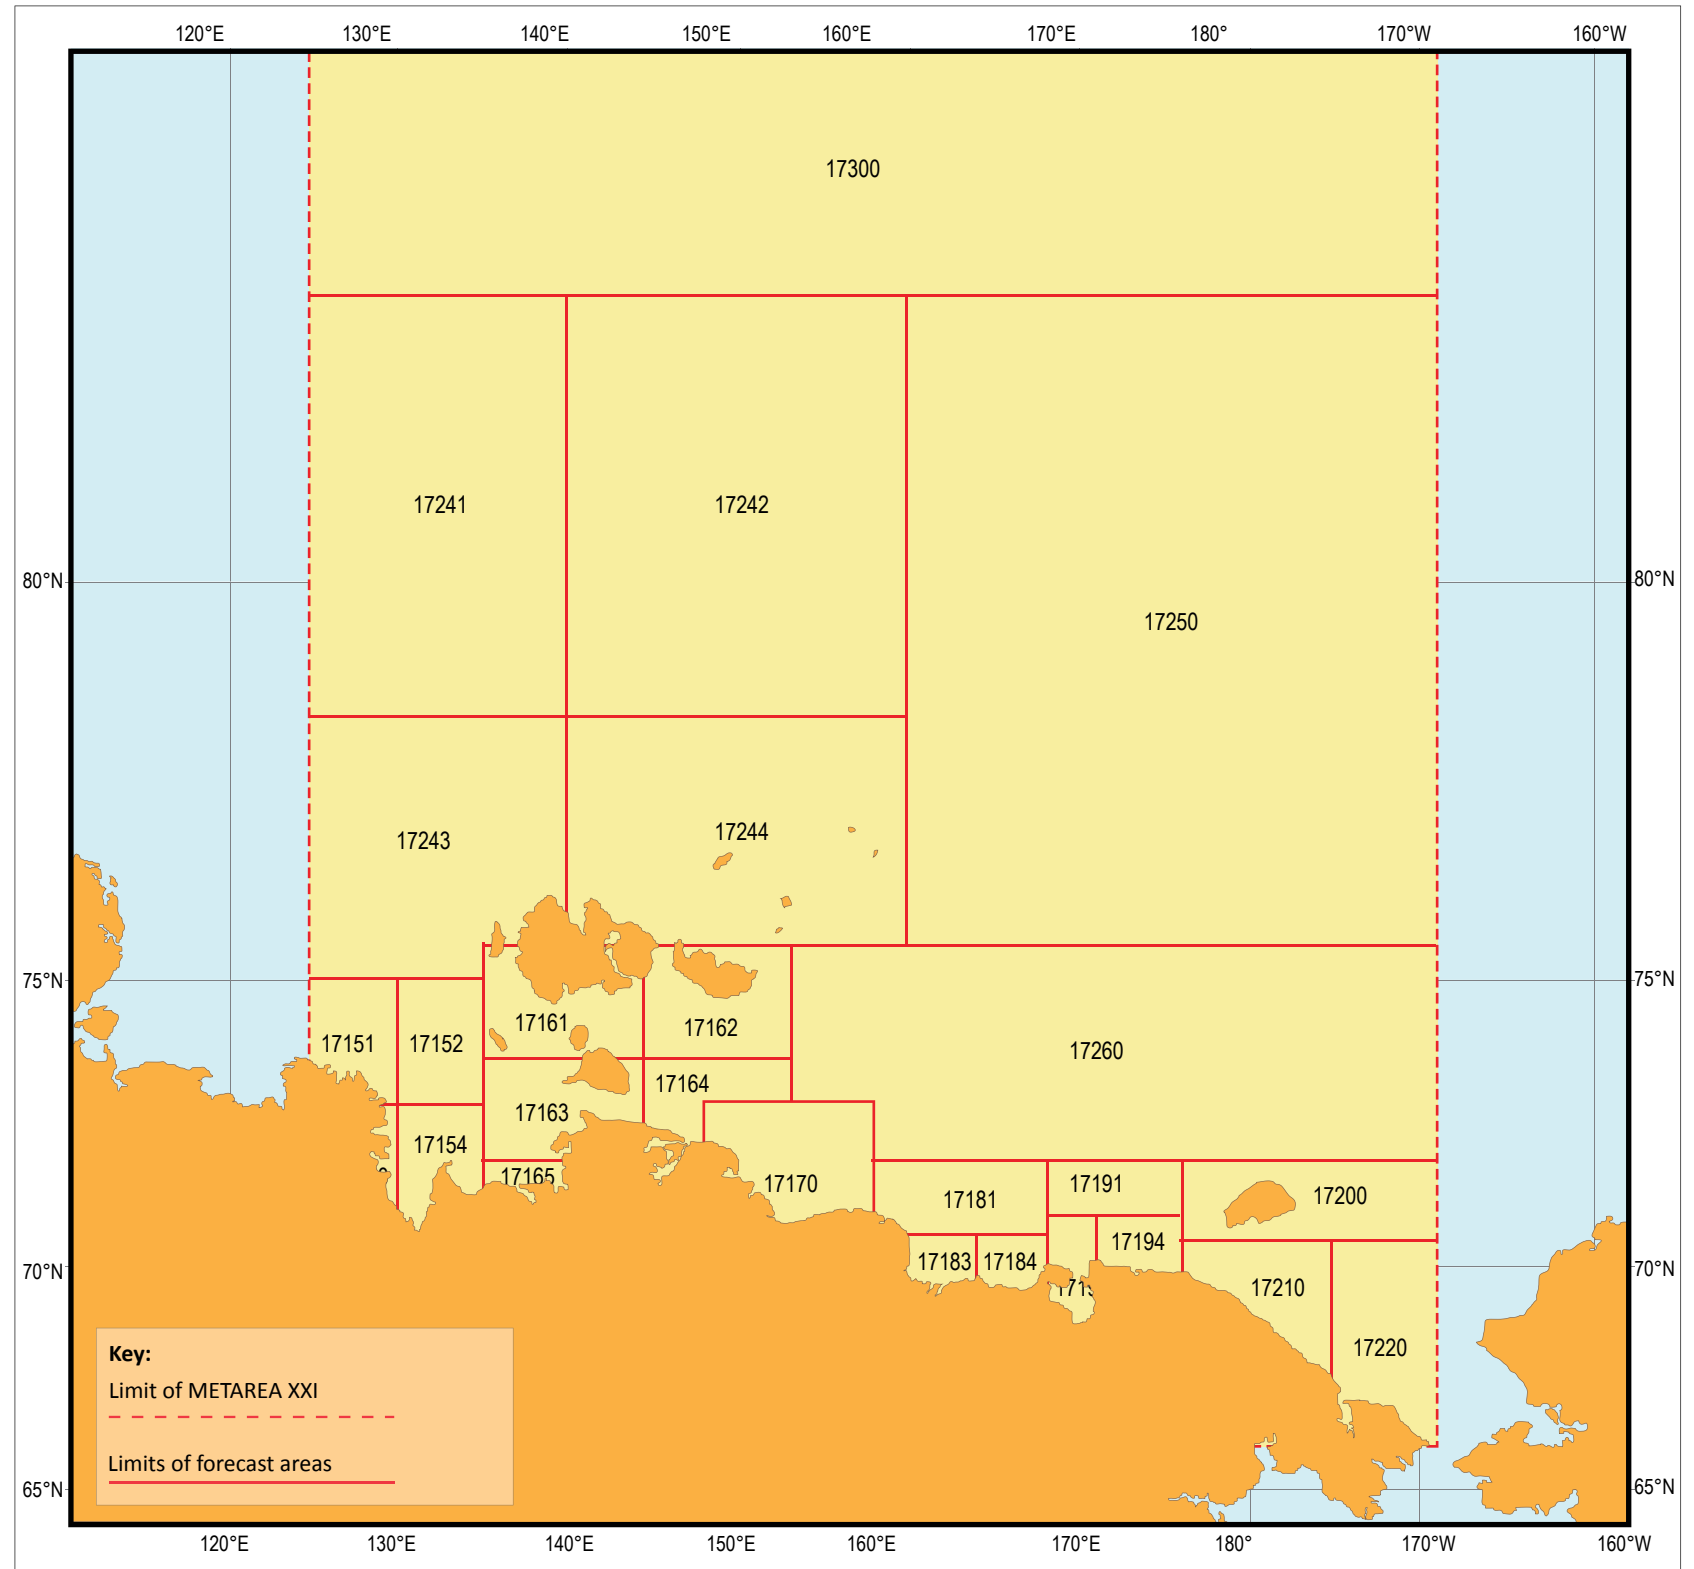 120°E 130°E 140°E 150°E 160°E 170°E 180° 170°W 160°W
17300
17241 17242
80°N 80°N
17250
17244
17243
75°N 75°N
17161 17162
17151 17152 17260
17164
17163
17154
17165 17170 17191 17200
17181
17194
17183 17184
70°N 70°N
17210
17220
Key:
Limit of METAREA XXI
Limits of forecast areas
65°N 65°N
120°E 130°E 140°E 150°E 160°E 170°E 180° 170°W 160°W